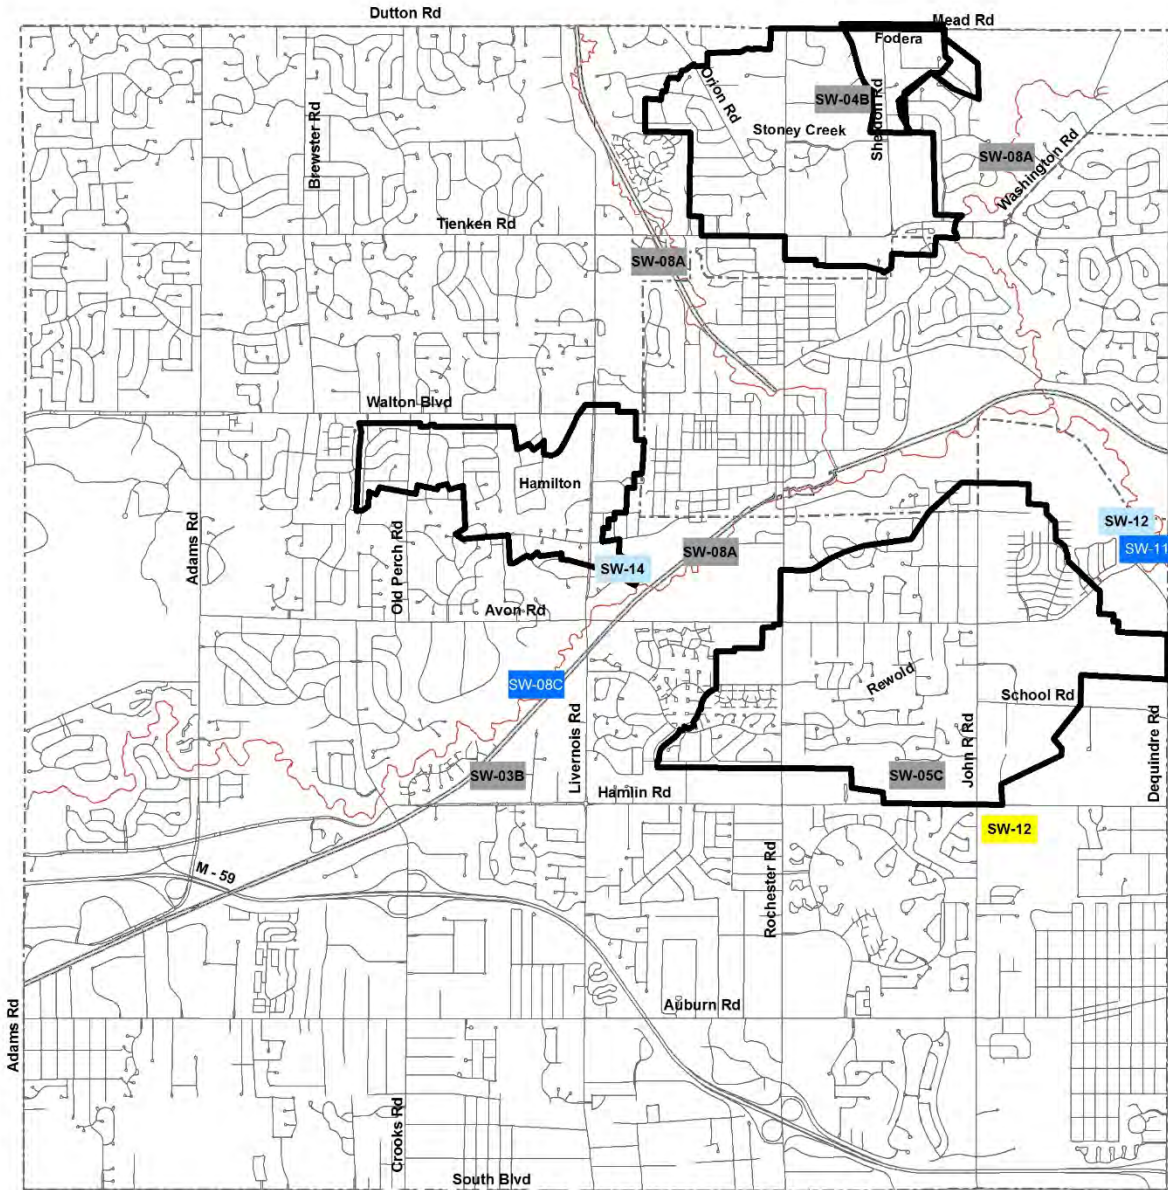 Dutton Rd
Mead Rd
Fodera
Orion Rd
SW-04B
Sheldon Rd
Stoney Creek
Brewster Rd
SW-08A
Washington Rd
Tienken Rd
SW-08A
Walton Blvd
Hamilton
Adams Rd
Old Perch Rd
SW-12
SW-11
SW-08A
SW-14
Avon Rd
SW-08C
Rewold
School Rd
Livernois Rd
John R Rd
Dequindre Rd
SW-03B
SW-05C
Hamlin Rd
SW-12
M - 59
Rochester Rd
Adams Rd
Auburn Rd
Crooks Rd
South Blvd